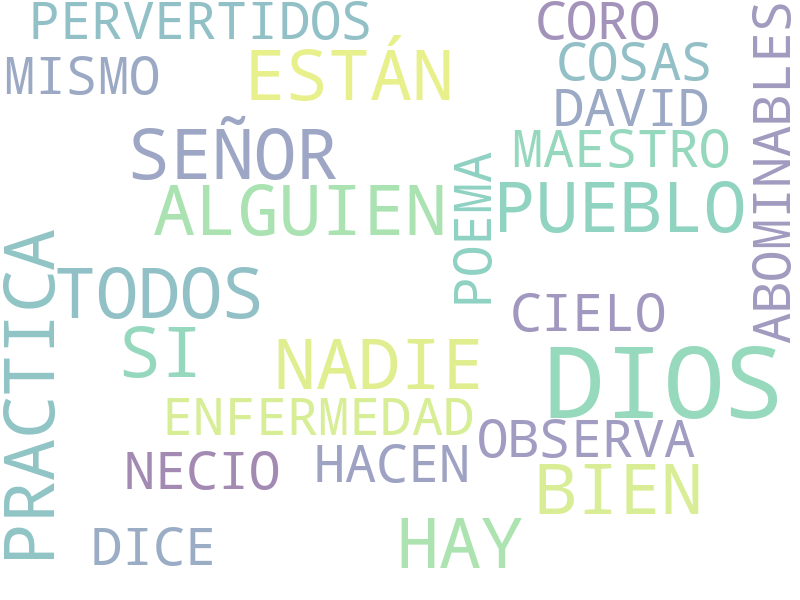 PERVERTIDOS
CORO
MISMO
ESTÁN
COSAS
ABOMINABLES
DAVID
SEÑOR
MAESTRO
POEMA
ALGUIEN
PUEBLO
PRACTICA
TODOS
CIELO
SI
NADIE
DIOS
ENFERMEDAD
OBSERVA
NECIO
HACEN
BIEN
DICE
HAY